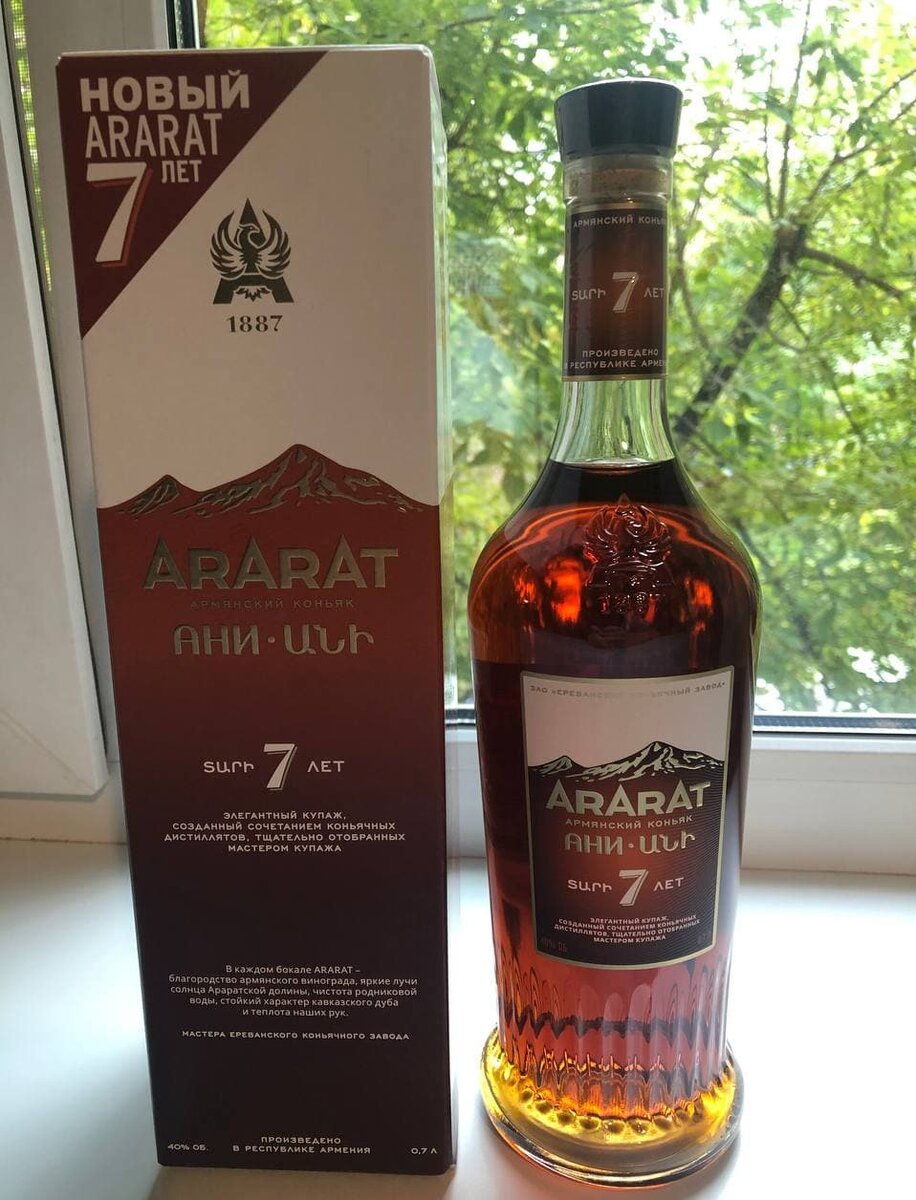 НОВЫЙ
ARARAT
7 ЛЕТ
1887
ARARAT
АРМЯНСКИЙ КОНЬЯК
АНИ · ԱՆԻ
ՏԱՐԻ 7 ЛЕТ
ЭЛЕГАНТНЫЙ КУПАЖ,
СОЗДАННЫЙ СОЧЕТАНИЕМ КОНЬЯЧНЫХ
ДИСТИЛЛЯТОВ, ТЩАТЕЛЬНО ОТОБРАННЫХ
МАСТЕРОМ КУПАЖА
В каждом бокале ARARAT –
благородство армянского винограда, яркие лучи
солнца Араратской долины, чистота родниковой
воды, стойкий характер кавказского дуба
и теплота наших рук.
МАСТЕРА ЕРЕВАНСКОГО КОНЬЯЧНОГО ЗАВОДА
40% ОБ.
ПРОИЗВЕДЕНО
В РЕСПУБЛИКЕ АРМЕНИЯ
0,7 Л
АРМЯНСКИЙ КОНЬЯ
ՏԱՐԻ 7 ЛЕТ
ПРОИЗВЕДЕНО
В РЕСПУБЛИКЕ АРМЕН
1887
ЗАО «ЕРЕВАНСКИЙ КОНЬЯЧНЫЙ ЗАВОД»
ARARAT
АРМЯНСКИЙ КОНЬЯК
АНИ · ԱՆԻ
ՏԱՐԻ 7 ЛЕТ
ЭЛЕГАНТНЫЙ КУПАЖ,
СОЗДАННЫЙ СОЧЕТАНИЕМ КОНЬЯЧНЫХ
ДИСТИЛЛЯТОВ, ТЩАТЕЛЬНО ОТОБРАННЫХ
МАСТЕРОМ КУПАЖА
40% ОБ.